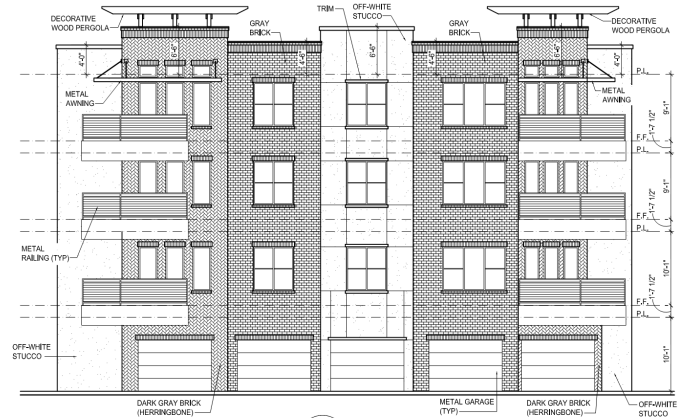 DECORATIVE
WOOD PERGOLA
TRIM
OFF-WHITE
STUCCO
GRAY
BRICK
GRAY
BRICK
DECORATIVE
WOOD PERGOLA
4'-0"
6'-6"
4'-6"
6'-6"
4'-6"
6'-6"
4'-0"
P.L.
METAL
AWNING
METAL
AWNING
9'-1"
1'-7 1/2"
F.F.
P.L.
9'-1"
1'-7 1/2"
F.F.
P.L.
METAL
RAILING (TYP)
10'-1"
1'-7 1/2"
F.F.
P.L.
OFF-WHITE
STUCCO
10'-1"
DARK GRAY BRICK
(HERRINGBONE)
METAL GARAGE
(TYP)
DARK GRAY BRICK
(HERRINGBONE)
OFF-WHITE
STUCCO